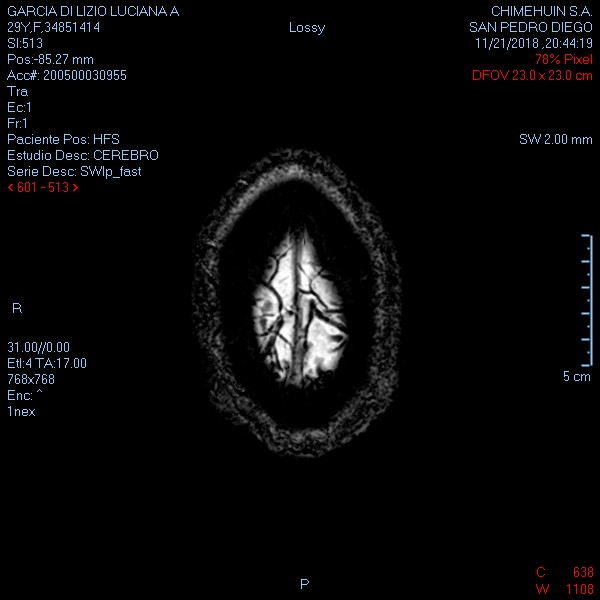 GARCIA DI LIZIO LUCIANA A
29Y,F,34851414
SI:513
Pos:-85.27 mm
Acc#: 200500030955
Tra
Ec:1
Fr:1
Paciente Pos: HFS
Estudio Desc: CEREBRO
Serie Desc: SWIp_fast
< 601 - 513 >
Lossy
CHIMEHUIN S.A.
SAN PEDRO DIEGO
11/21/2018 ,20:44:19
78% Pixel
DFOV 23.0 x 23.0 cm
SW 2.00 mm
R
5 cm
31.00//0.00
Etl:4 TA:17.00
768x768
Enc: ^
1nex
P
C 638
W 1108